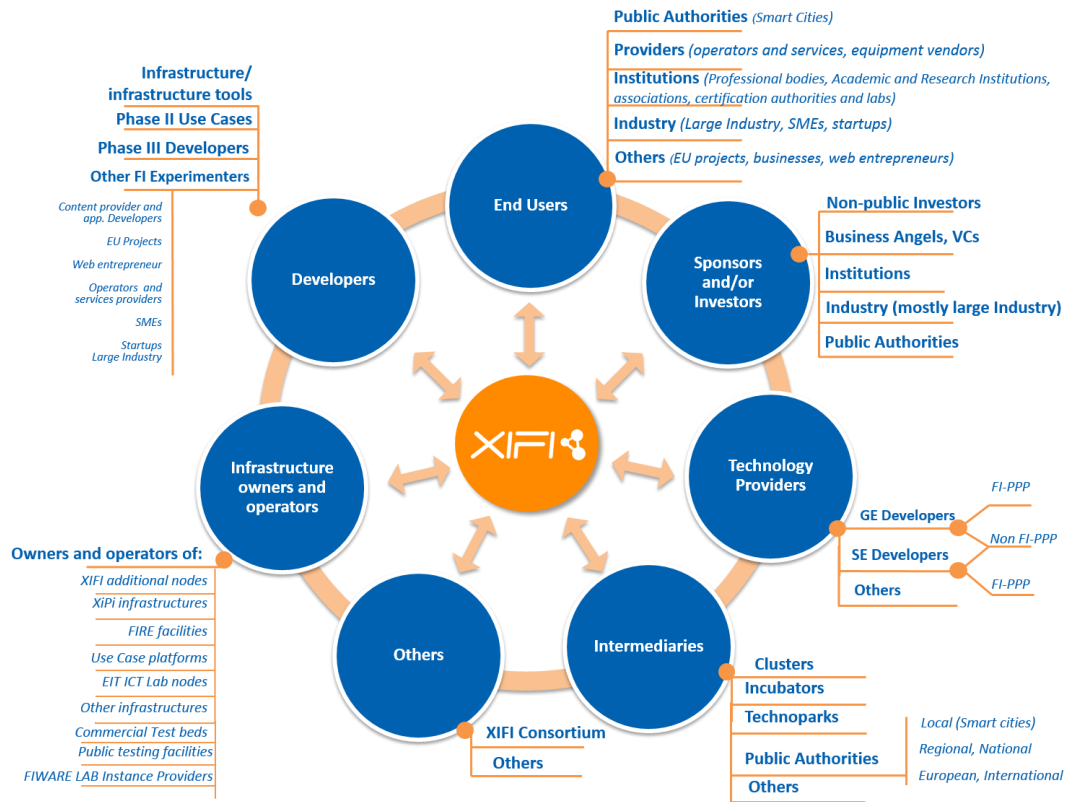 Public Authorities (Smart Cities)
Providers (operators and services, equipment vendors)
Institutions (Professional bodies, Academic and Research Institutions,
associations, certification authorities and labs)
Industry (Large Industry, SMEs, startups)
Others (EU projects, businesses, web entrepreneurs)
Infrastructure/
infrastructure tools
Phase II Use Cases
Phase III Developers
Other FI Experimenters
Content provider and
app. Developers
EU Projects
Web entrepreneur
Operators and
services providers
SMEs
Startups
Large Industry
End Users
Developers
Sponsors
and/or
Investors
Non-public Investors
Business Angels, VCs
Institutions
Industry (mostly large Industry)
Public Authorities
XIFI
Infrastructure
owners and
operators
Technology
Providers
GE Developers
SE Developers
Others
FI-PPP
Non FI-PPP
FI-PPP
Owners and operators of:
XIFI additional nodes
XiPi infrastructures
FIRE facilities
Use Case platforms
EIT ICT Lab nodes
Other infrastructures
Commercial Test beds
Public testing facilities
FIWARE LAB Instance Providers
Others
XIFI Consortium
Others
Intermediaries
Clusters
Incubators
Technoparks
Public Authorities
Others
Local (Smart cities)
Regional, National
European, International